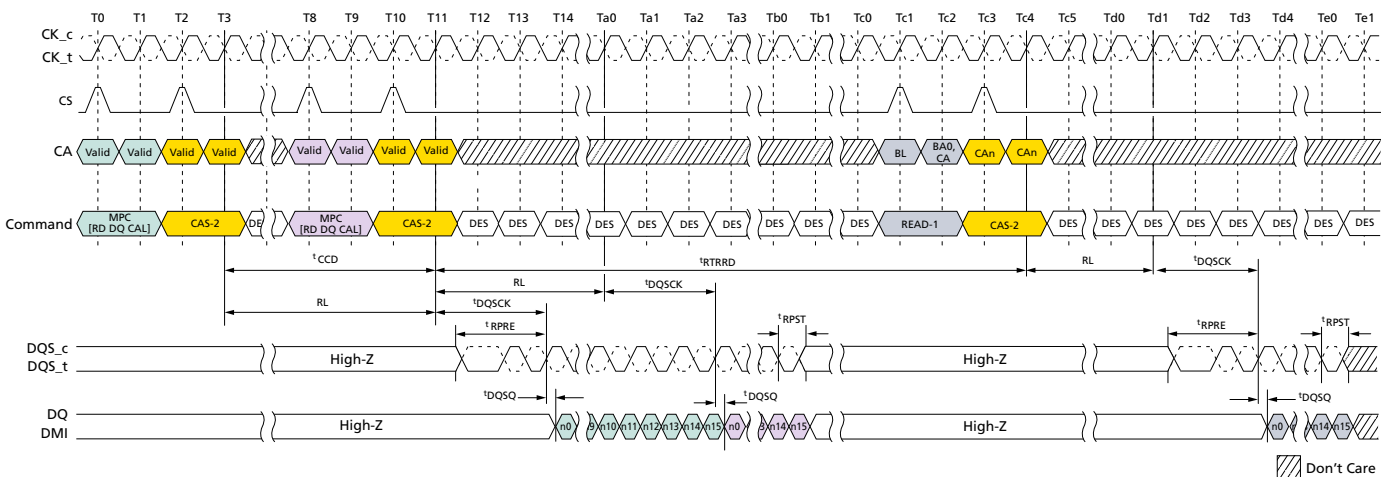 T0 T1 T2 T3 T8 T9 T10 T11 T12 T13 T14 Ta0 Ta1 Ta2 Ta3 Tb0 Tb1 Tc0 Tc1 Tc2 Tc3 Tc4 Tc5 Td0 Td1 Td2 Td3 Td4 Te0 Te1
CK_c
CK_t
CS
CA Valid Valid Valid Valid Valid Valid Valid Valid BL BA0, CA CAn CAn
Command MPC [RD DQ CAL] CAS-2 DE MPC [RD DQ CAL] CAS-2 DES DES DES DES DES DES DES DES DES DES READ-1 CAS-2 DES DES DES DES DES DES DES DES
tCCD tRTRRD RL tDQSCK
RL tDQSCK
RL tDQSCK
tRPRE tRPST tRPRE tRPST
DQS_c
DQS_t
High-Z High-Z
tDQSQ tDQSQ tDQSQ
DQ
DMI
High-Z n0 9 n10 n11 n12 n13 n14 n15 n0 3 n14 n15 High-Z n0 n14 n15
Don't Care